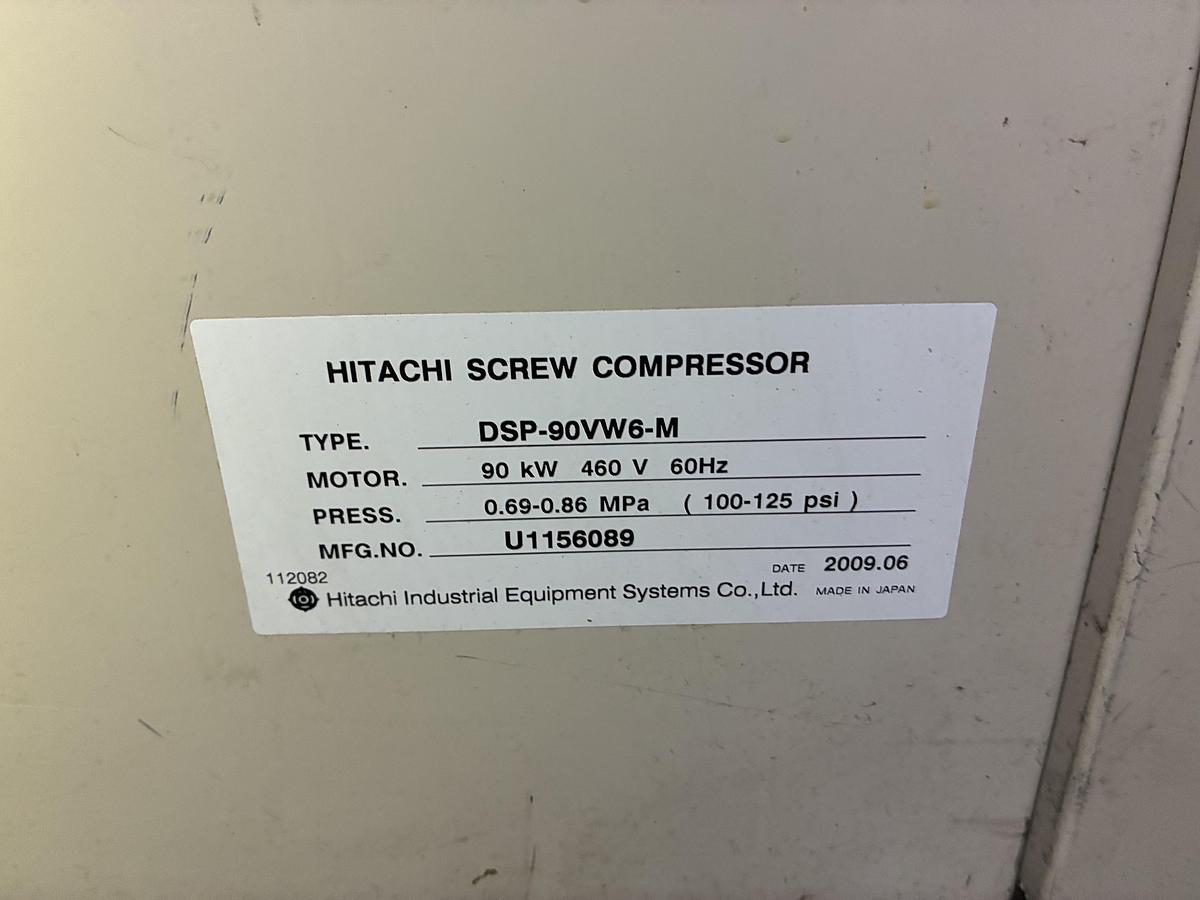 HITACHI SCREW COMPRESSOR
TYPE. DSP-90VW6-M
MOTOR. 90 kW 460 V 60Hz
PRESS. 0.69-0.86 MPa ( 100-125 psi )
MFG.NO. U1156089
DATE 2009.06
112082
Hitachi Industrial Equipment Systems Co.,Ltd. MADE IN JAPAN